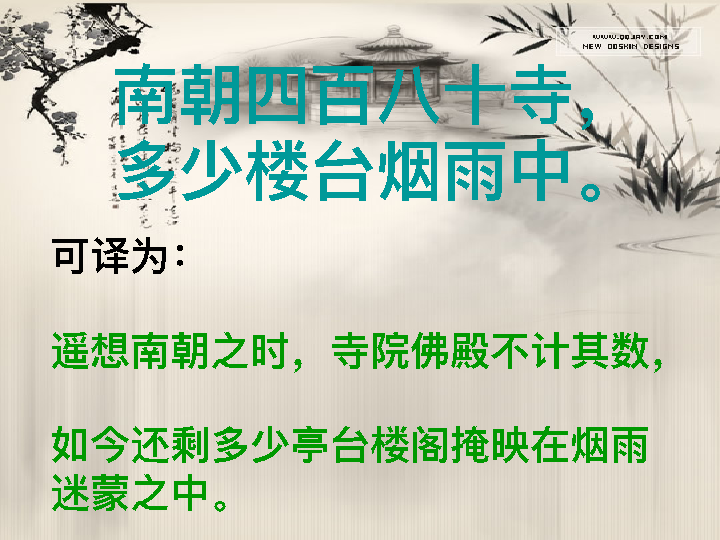 WWW.QQJAY.COM
NEW QQSKIN DESIGNS
南朝四百八十寺，
多少楼台烟雨中。
可译为：
遥想南朝之时，寺院佛殿不计其数，
如今还剩多少亭台楼阁掩映在烟雨
迷蒙之中。